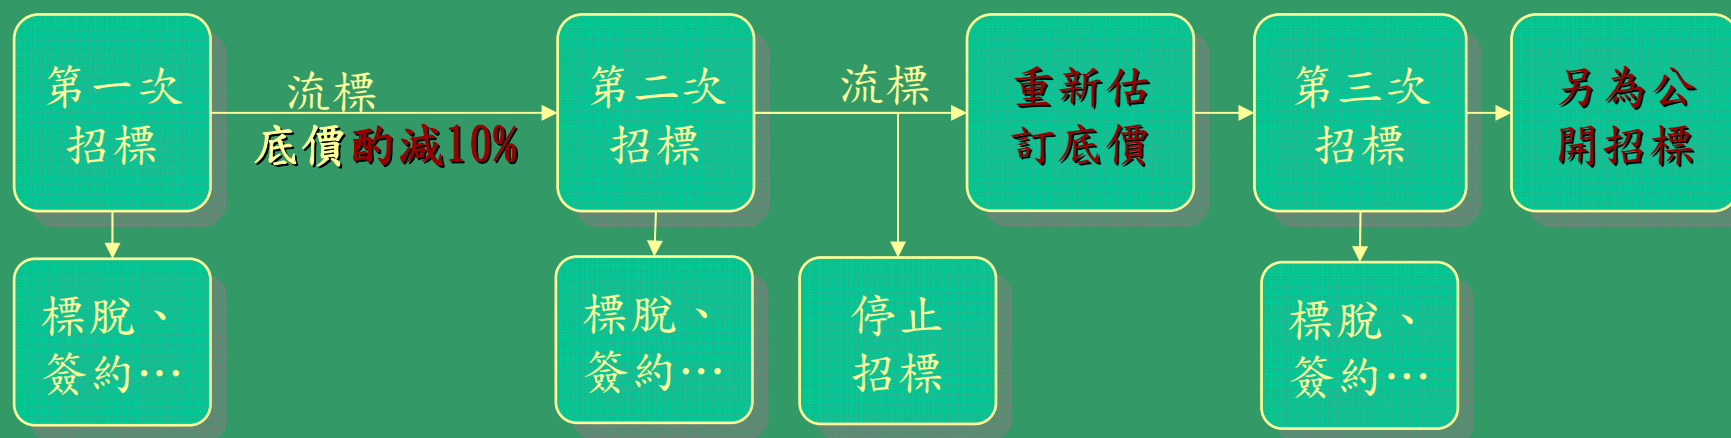 第一次
招標
流標
底價酌減10%
第二次
招標
流標
重新估
訂底價
第三次
招標
另為公
開招標
標脫、
簽約…
標脫、
簽約…
停止
招標
標脫、
簽約…